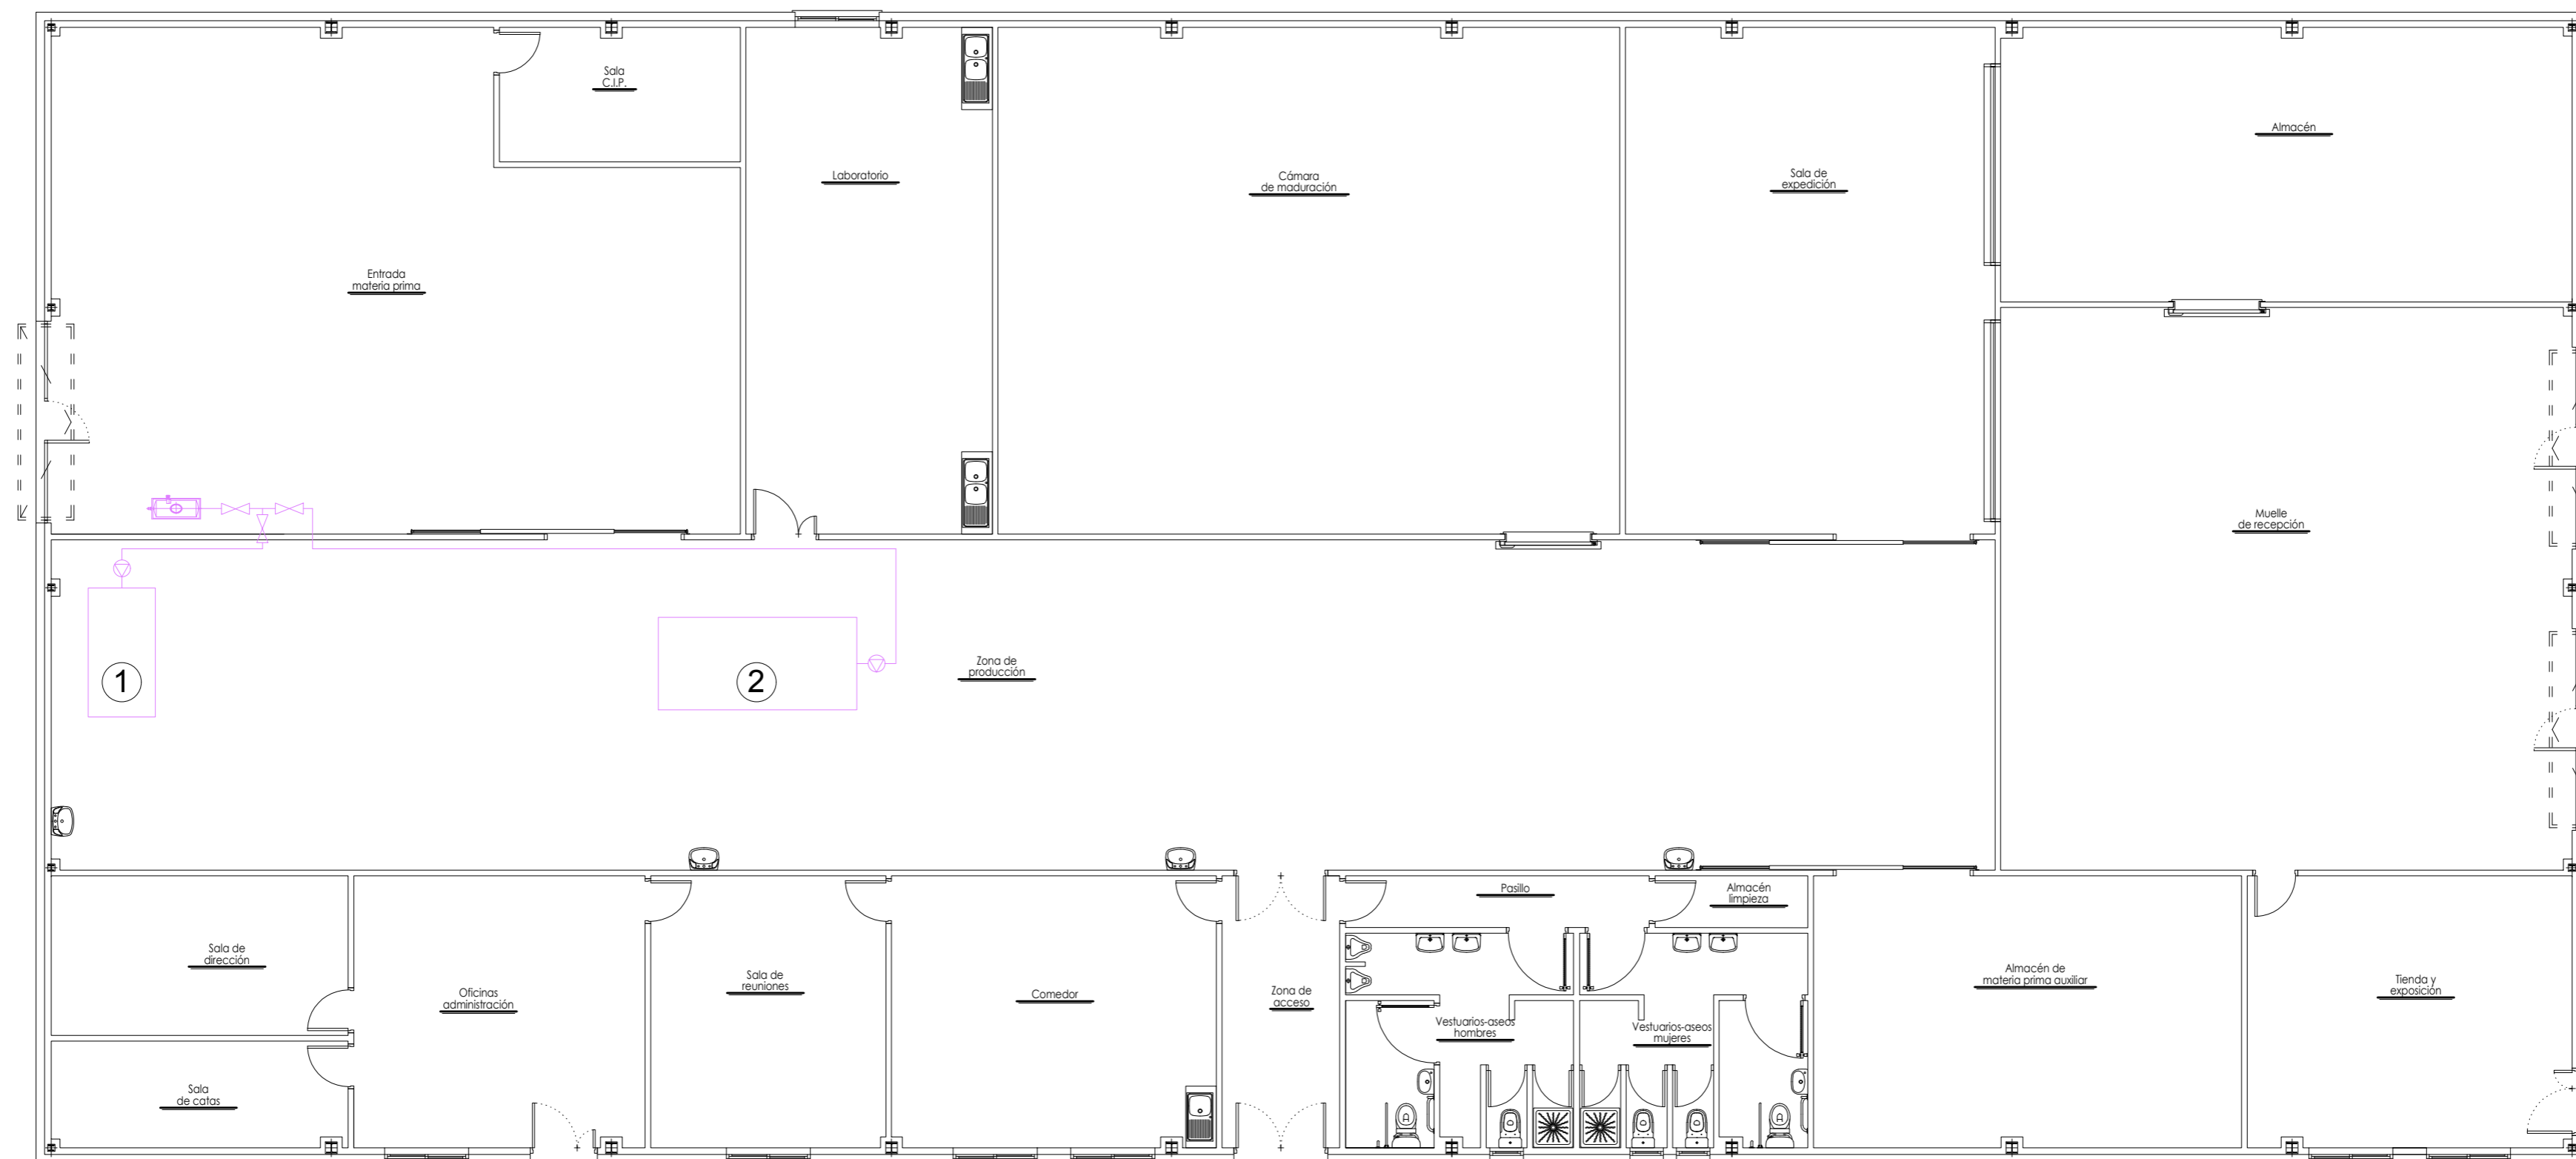 Sala
C.I.P.
Almacén
Laboratorio
Cámara
de maduración
Sala de
expedición
Entrada
materia prima
Muelle
de recepción
Zona de
producción
1
2
Pasillo
Almacén
limpieza
Sala de
dirección
Oficinas
administración
Sala de
reuniones
Comedor
Zona de
acceso
Vestuarios-aseos
hombres
Vestuarios-aseos
mujeres
Almacén de
materia prima auxiliar
Tienda y
exposición
Sala
de catas